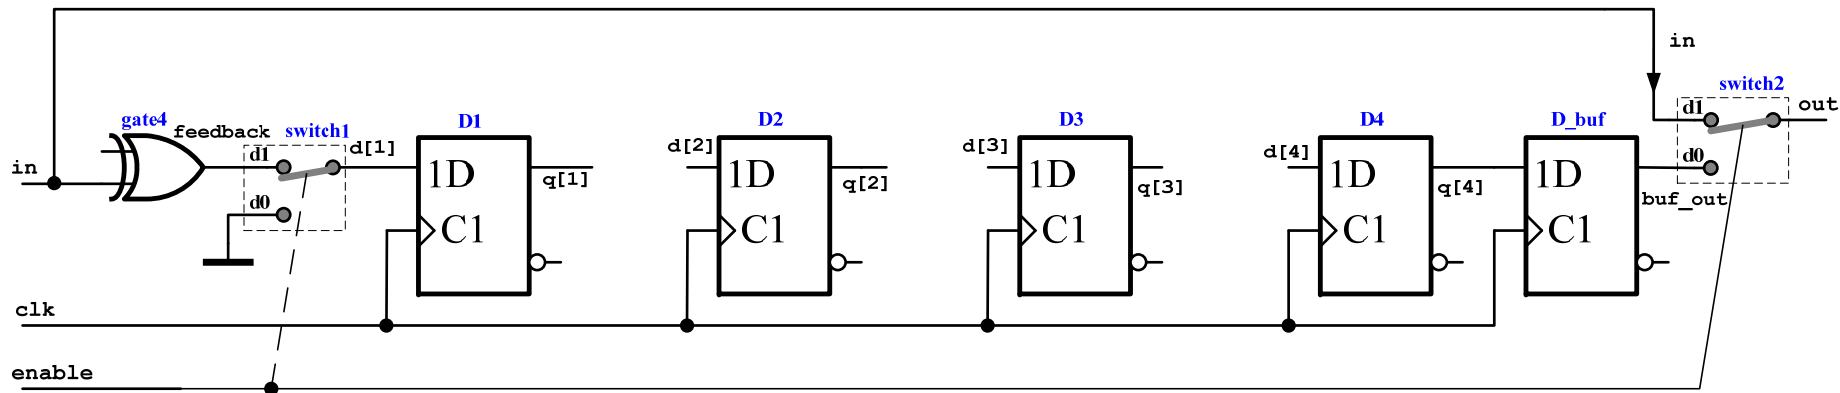 in
switch2
d1
out
gate4
feedback
switch1
D1
D2
D3
D4
D_buf
d1
d[1]
d[2]
d[3]
d[4]
d0
in
1D
q[1]
1D
q[2]
1D
q[3]
1D
q[4]
1D
buf_out
d0
C1
C1
C1
C1
C1
clk
enable